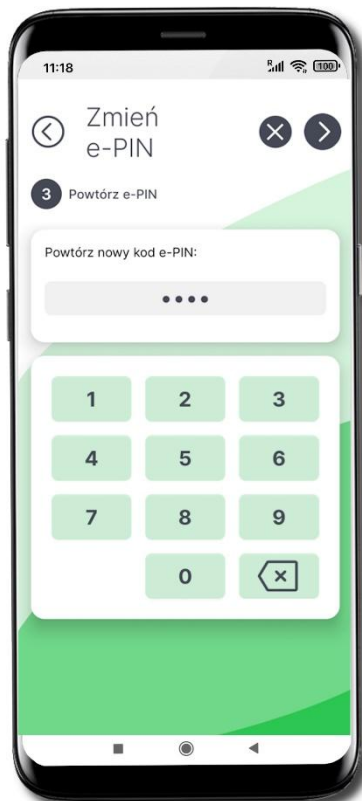 11:18
R
100
Zmień
e-PIN
3 Powtórz e-PIN
Powtórz nowy kod e-PIN:
••••
1 2 3
4 5 6
7 8 9
0